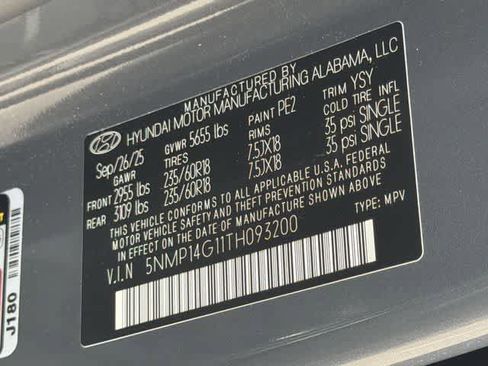 MANUFACTURED BY
HYUNDAI MOTOR MANUFACTURING ALABAMA, LLC
Sep/26/25 GVWR 5655 lbs PAINT PE2 TRIM YSY
GAWR TIRES RIMS COLD TIRE INFL
FRONT 2955 lbs 235/60R18 7.5JX18 35 psi SINGLE
REAR 3109 lbs 235/60R18 7.5JX18 35 psi SINGLE
THIS VEHICLE CONFORMS TO ALL APPLICABLE U.S.A. FEDERAL
MOTOR VEHICLE SAFETY AND THEFT PREVENTION STANDARDS
IN EFFECT ON THE DATE OF MANUFACTURE SHOWN ABOVE
V.I.N 5NMP14G11TH093200 TYPE: MPV
J180